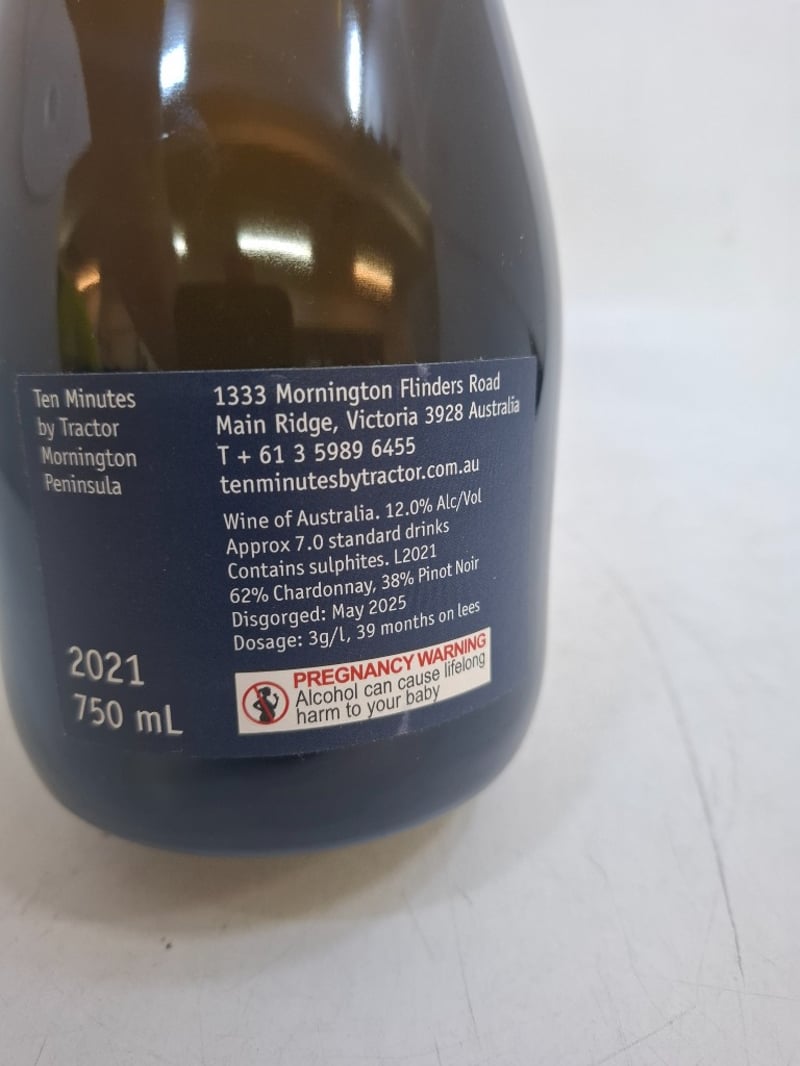 Ten Minutes
by Tractor
Mornington
Peninsula
1333 Mornington Flinders Road
Main Ridge, Victoria 3928 Australia
T + 61 3 5989 6455
tenminutesbytractor.com.au
Wine of Australia. 12.0% Alc/Vol
Approx 7.0 standard drinks
Contains sulphites. L2021
62% Chardonnay, 38% Pinot Noir
Disgorged: May 2025
Dosage: 3g/l, 39 months on lees
2021
750 mL
PREGNANCY WARNING
Alcohol can cause lifelong
harm to your baby